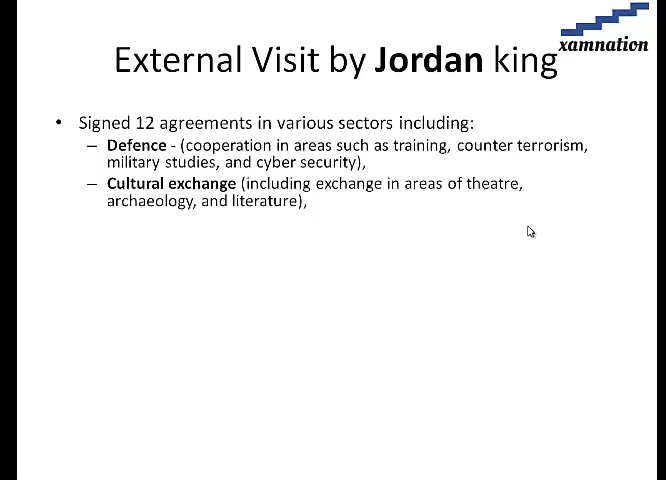 xamnation
External Visit by Jordan king
• Signed 12 agreements in various sectors including:
– Defence - (cooperation in areas such as training, counter terrorism,
military studies, and cyber security),
– Cultural exchange (including exchange in areas of theatre,
archaeology, and literature),